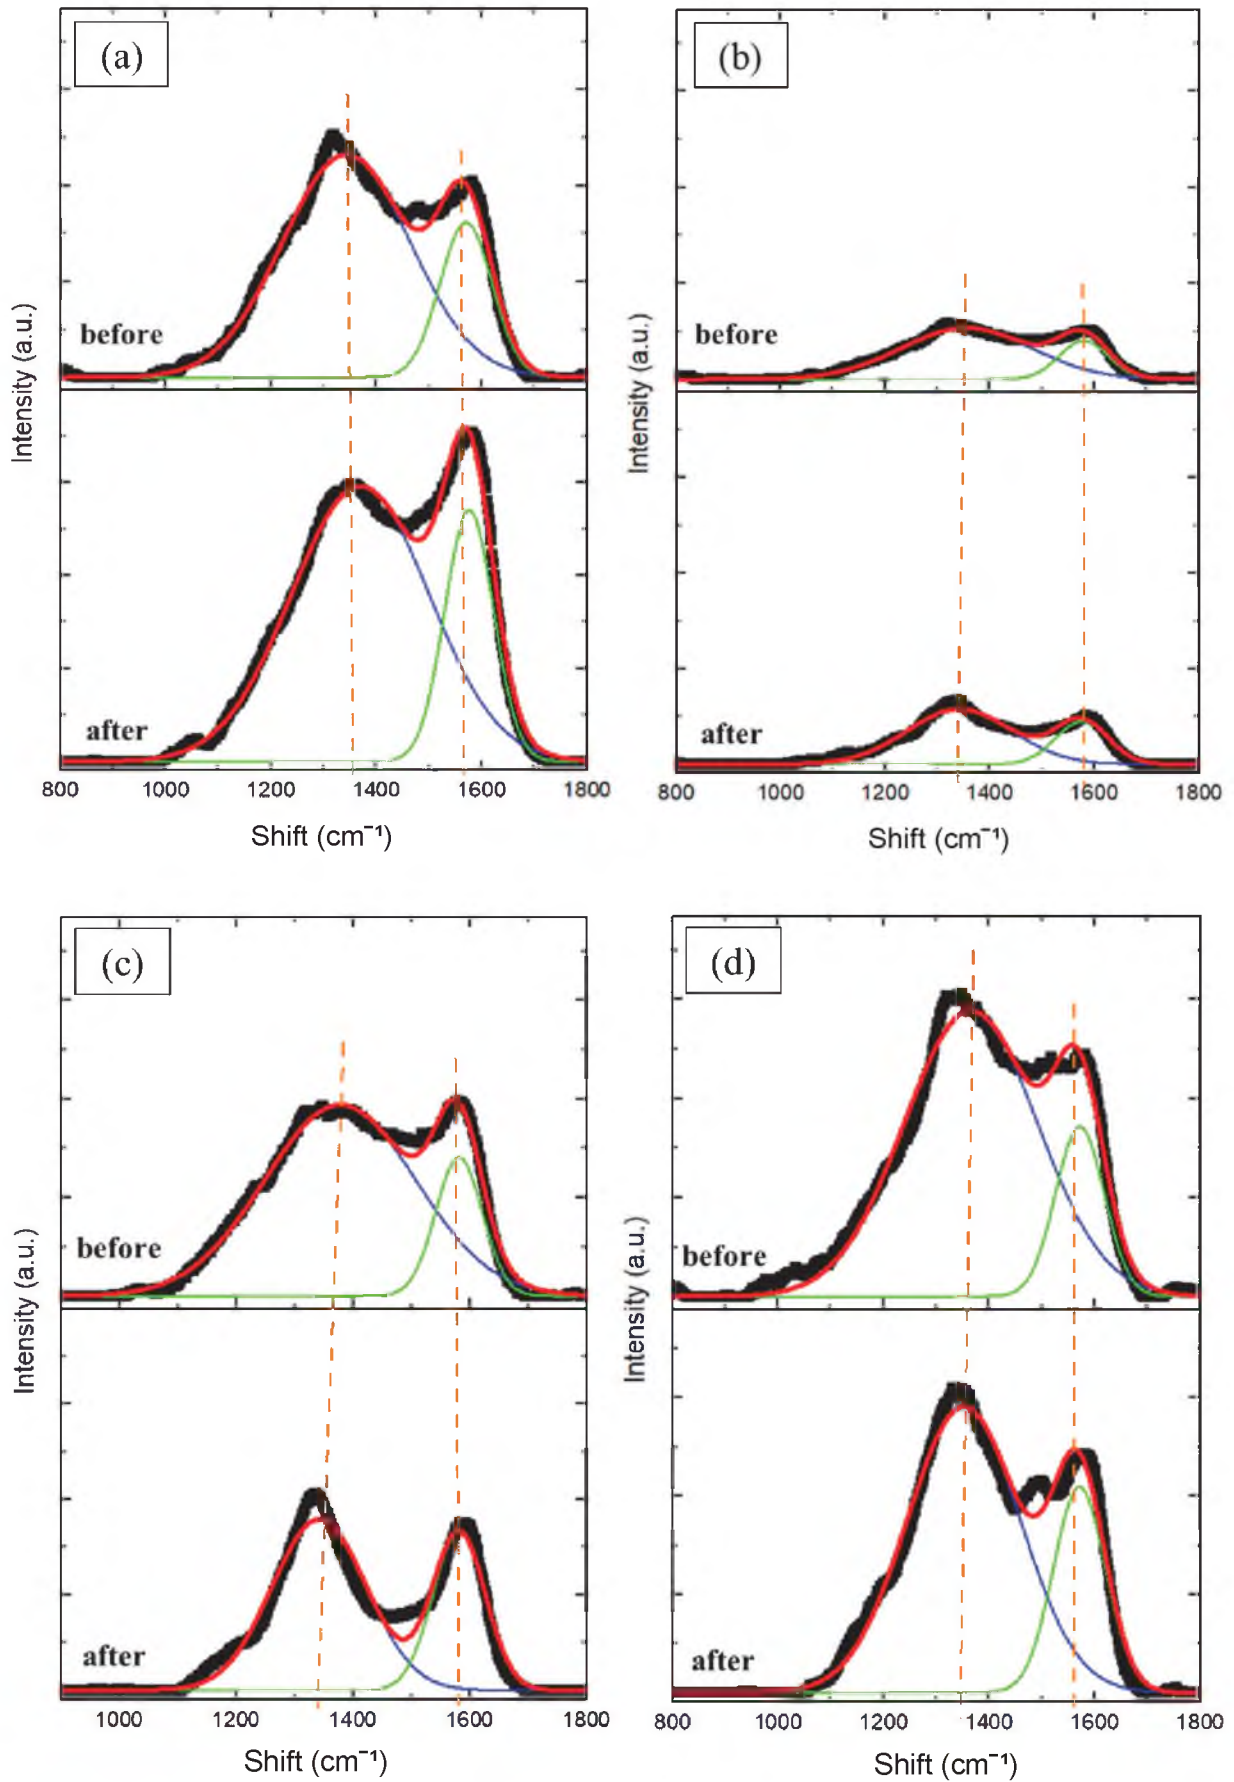 (a)
Intensity (a.u.)
before
after
800 1000 1200 1400 1600 1800
Shift (cm⁻¹)
(b)
Intensity (a.u.)
before
after
800 1000 1200 1400 1600 1800
Shift (cm⁻¹)
(c)
Intensity (a.u.)
before
after
1000 1200 1400 1600 1800
Shift (cm⁻¹)
(d)
Intensity (a.u.)
before
after
800 1000 1200 1400 1600 1800
Shift (cm⁻¹)